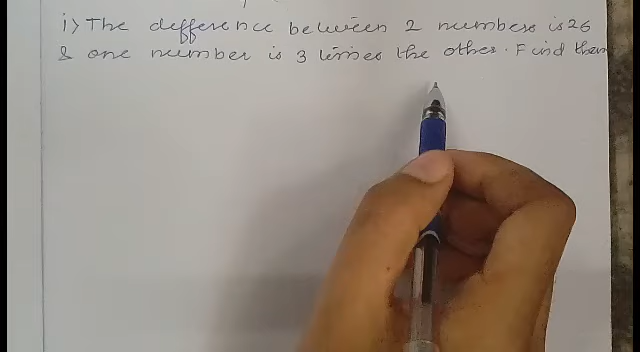 i) The difference between 2 numbers is 26
& one number is 3 times the other. Find them